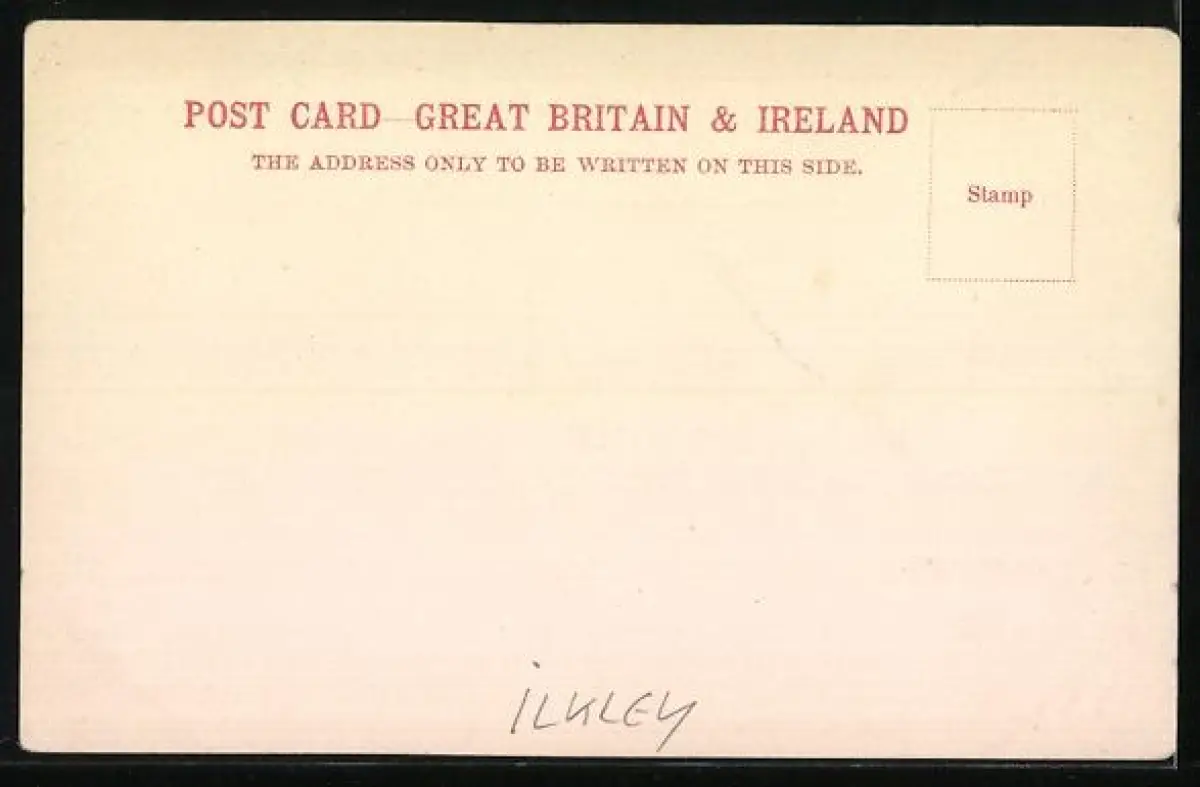 POST CARD—GREAT BRITAIN & IRELAND
THE ADDRESS ONLY TO BE WRITTEN ON THIS SIDE.
Stamp
ILKLEY